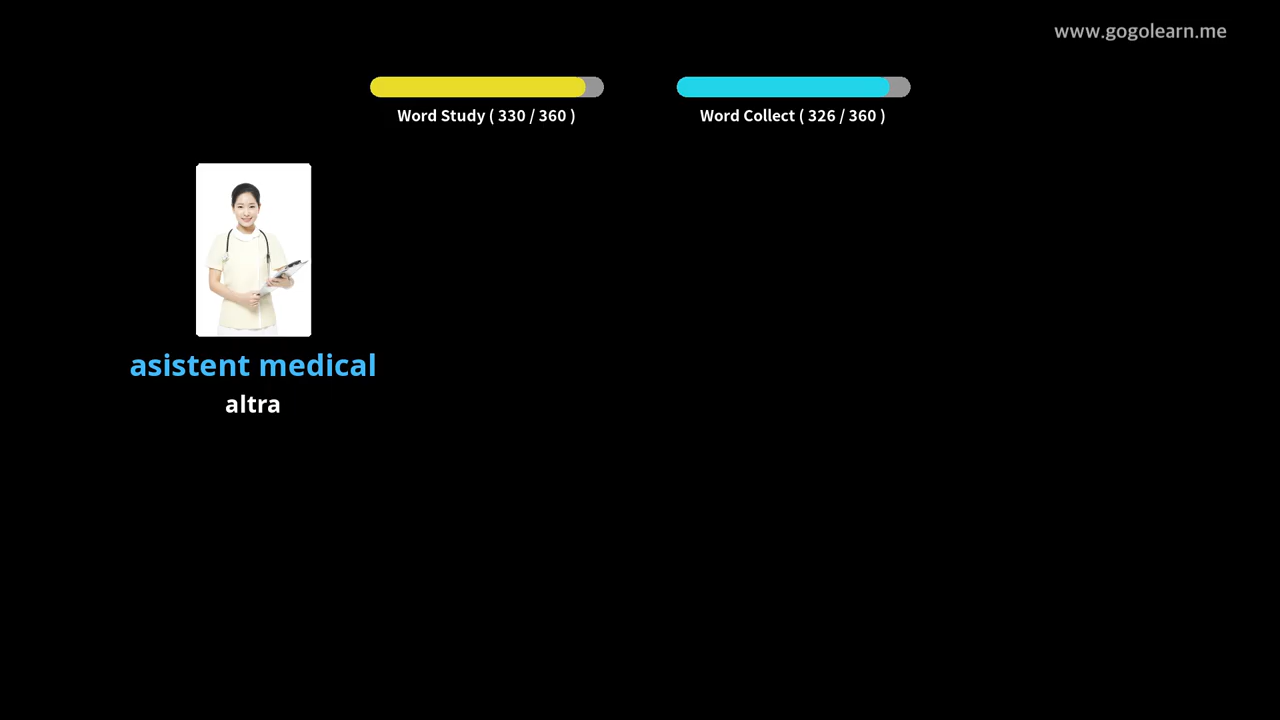 www.gogolearn.me
Word Study ( 330 / 360 )
Word Collect ( 326 / 360 )
asistent medical
altra